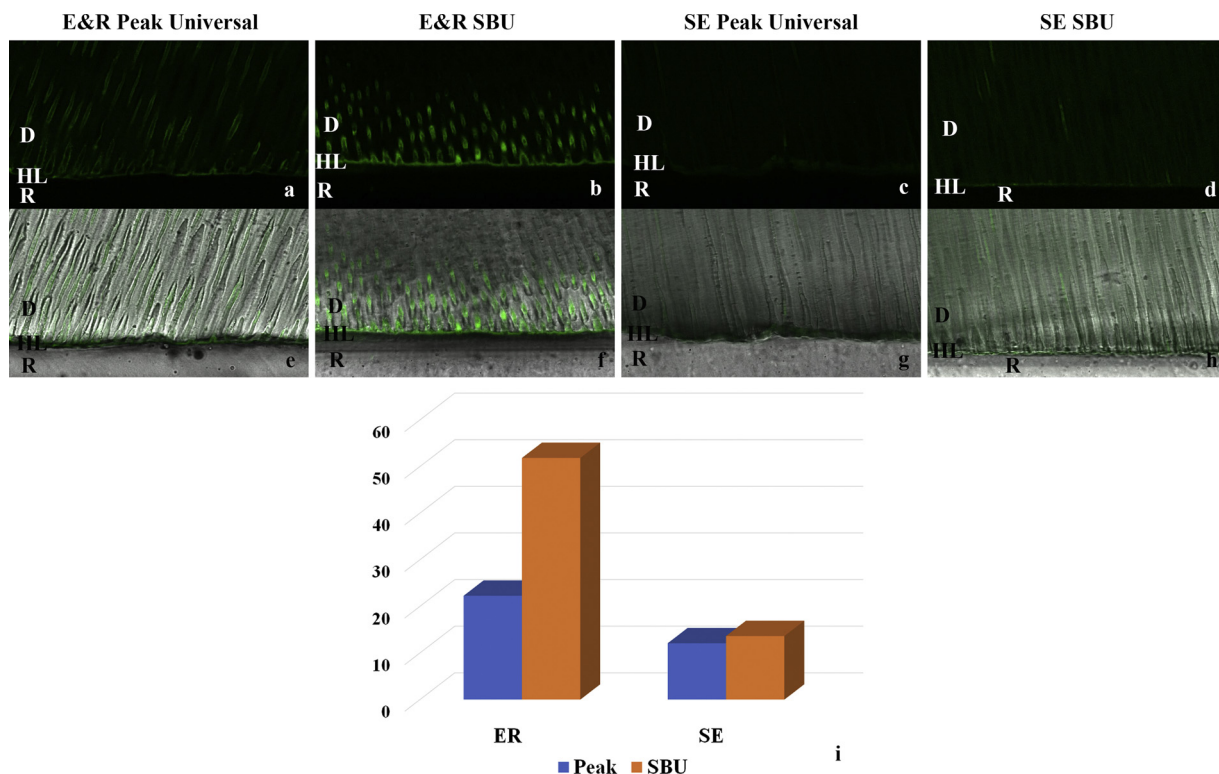 E&R Peak Universal
E&R SBU
SE Peak Universal
SE SBU
D
HL
R
a
D
HL
R
b
D
HL
R
c
D
HL
R
d
D
HL
R
e
D
HL
R
f
D
HL
R
g
D
HL
R
h
60
50
40
30
20
10
0
ER
SE
i
Peak
SBU